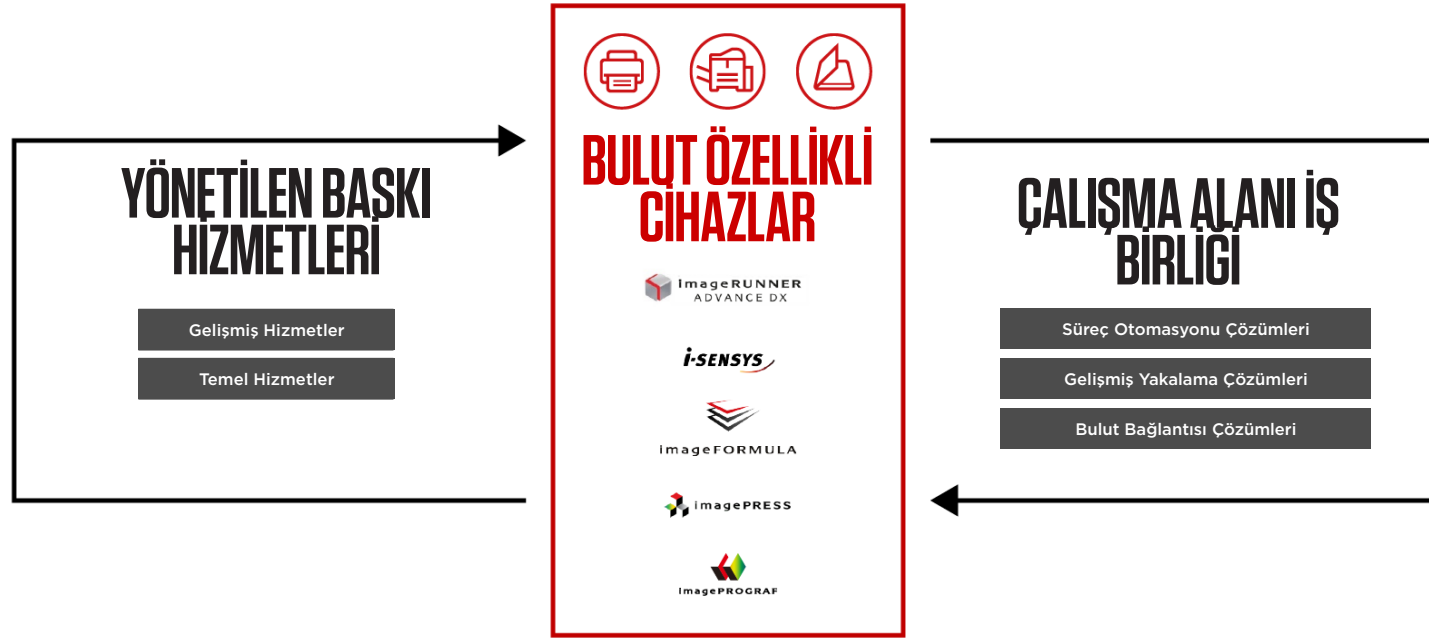 YÖNETİLEN BASKI
HİZMETLERİ
Gelişmiş Hizmetler
Temel Hizmetler
BULUT ÖZELLİKLİ
CİHAZLAR
imageRUNNER
ADVANCE DX
i-SENSYS
imageFORMULA
imagePRESS
imagePROGRAF
ÇALIŞMA ALANI İŞ
BİRLİĞİ
Süreç Otomasyonu Çözümleri
Gelişmiş Yakalama Çözümleri
Bulut Bağlantısı Çözümleri